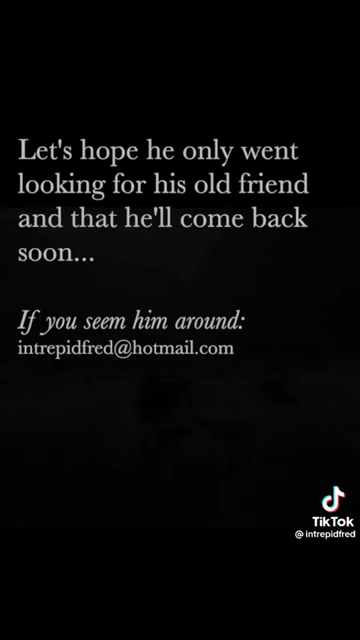 Let's hope he only went
looking for his old friend
and that he'll come back
soon...
If you seem him around:
intrepidfred@hotmail.com
TikTok
@ intrepidfred